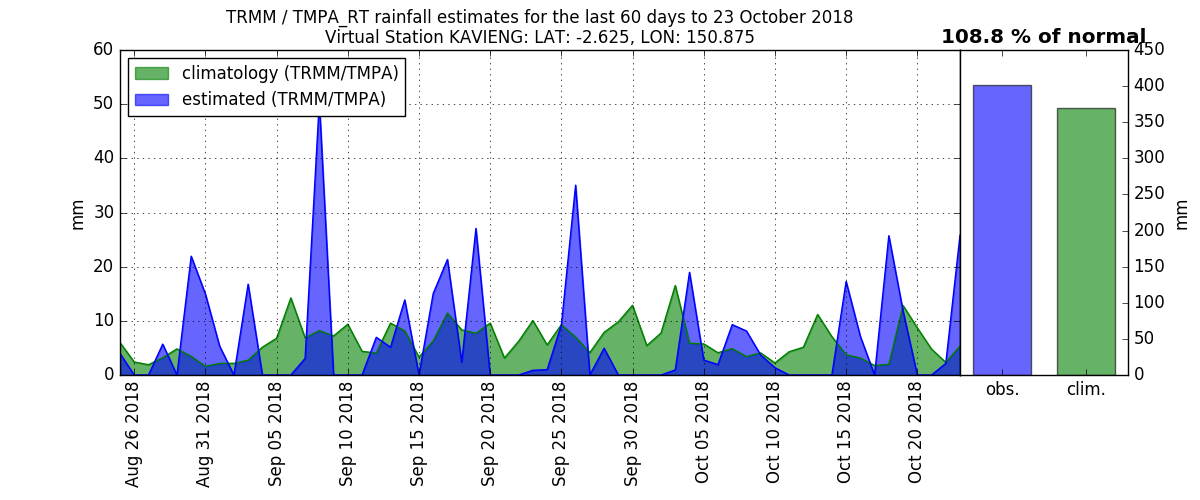 TRMM / TMPA_RT rainfall estimates for the last 60 days to 23 October 2018
Virtual Station KAVIENG: LAT: -2.625, LON: 150.875
108.8 % of normal
climatology (TRMM/TMPA)
estimated (TRMM/TMPA)
60
50
40
30
20
10
0
mm
Aug 26 2018
Aug 31 2018
Sep 05 2018
Sep 10 2018
Sep 15 2018
Sep 20 2018
Sep 25 2018
Sep 30 2018
Oct 05 2018
Oct 10 2018
Oct 15 2018
Oct 20 2018
450
400
350
300
250
200
150
100
50
0
mm
obs.
clim.